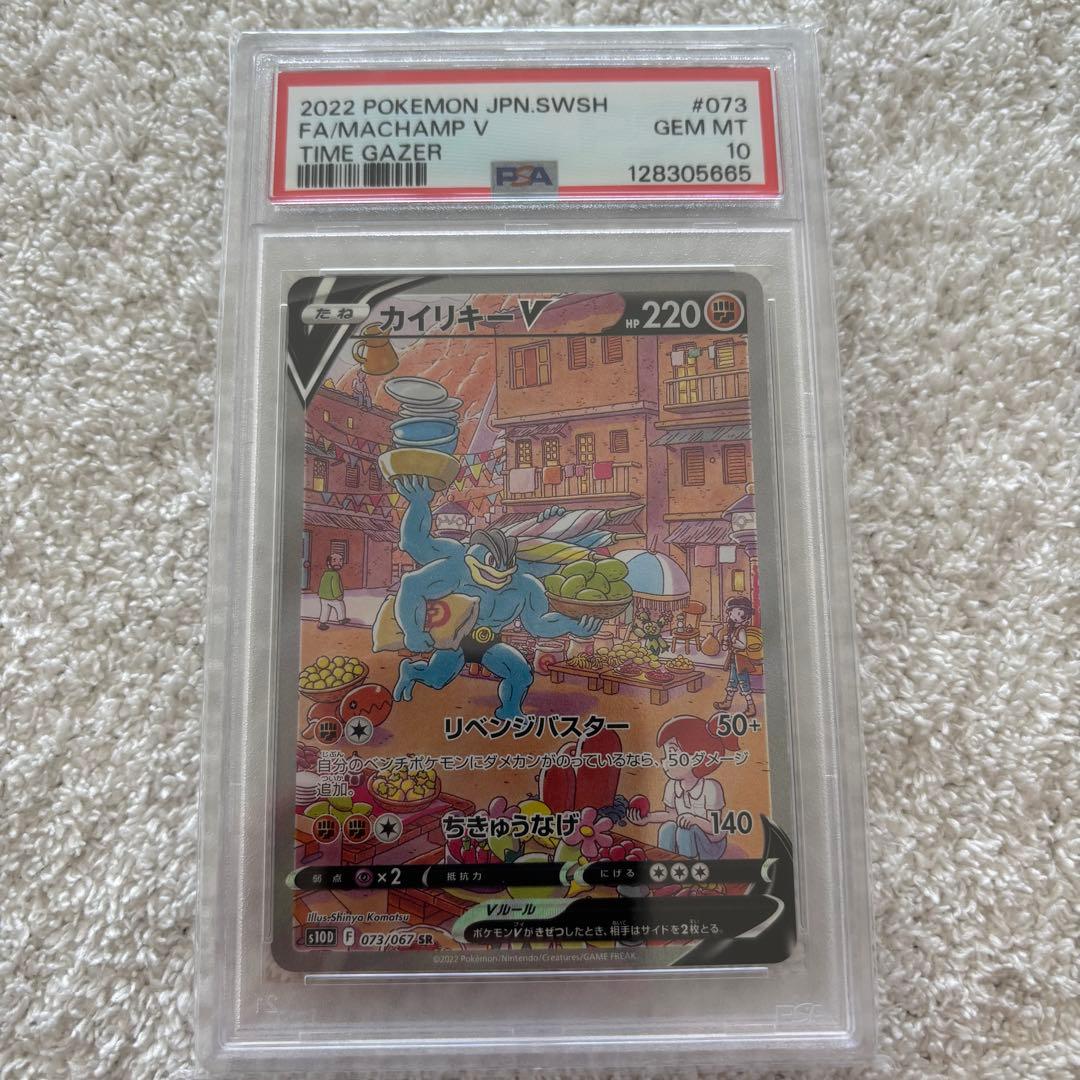 2022 POKEMON JPN.SWSH #073
FA/MACHAMP V GEM MT
TIME GAZER 10
PSA 128305665
たね カイリキーV HP 220
リベンジバスター 50+
自分のベンチポケモンにダメカンがのっているなら、50ダメージ
追加。
ちきゅうなげ 140
弱点 ×2 抵抗力 にげる
Vルール
ポケモンVがきぜつしたとき、相手はサイドを2枚とる。
Illus.Shinya Komatsu
s10D F 073/067 SR
©2022 Pokémon/Nintendo/Creatures/GAME FREAK.